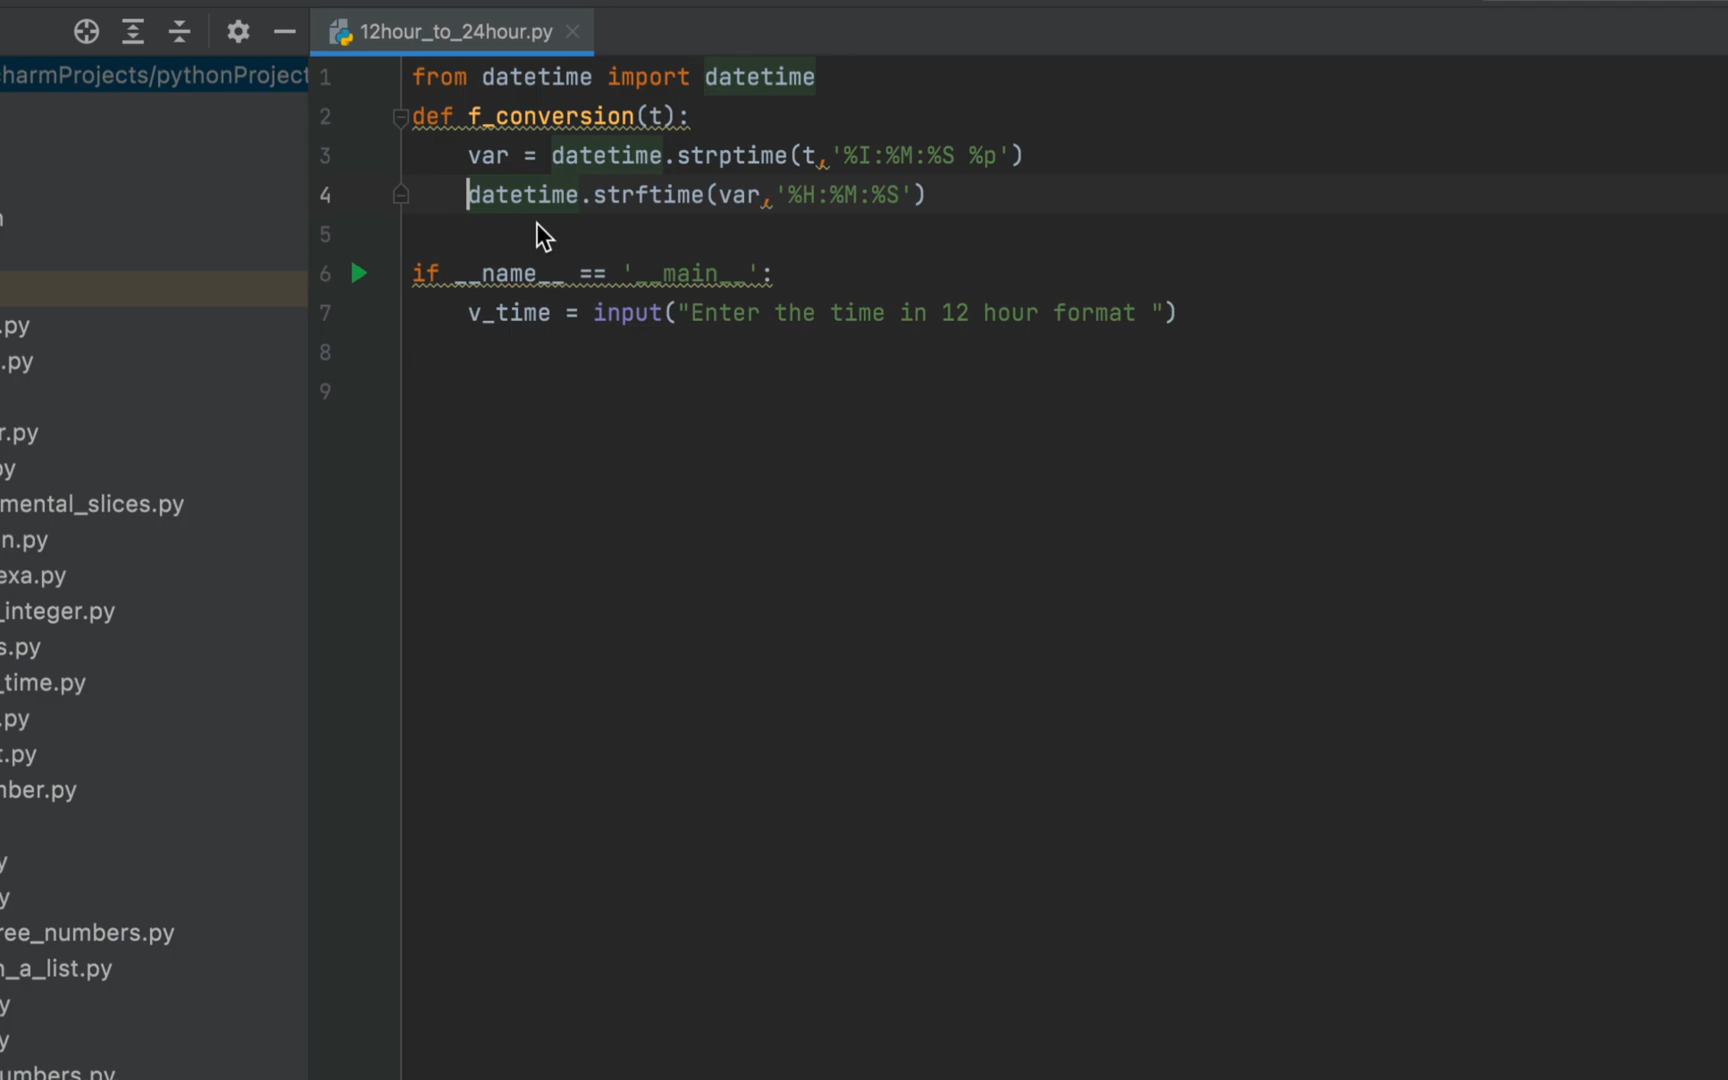 12hour_to_24hour.py
harmProjects/pythonProject
1 from datetime import datetime
2 def f_conversion(t):
3 var = datetime.strptime(t,'%I:%M:%S %p')
4 datetime.strftime(var,'%H:%M:%S')
5
6 if __name__ == '__main__':
7 v_time = input("Enter the time in 12 hour format ")
8
9
.py
.py
r.py
py
mental_slices.py
n.py
exa.py
_integer.py
s.py
_time.py
.py
t.py
nber.py
y
y
ree_numbers.py
_a_list.py
y
y
umbers.py